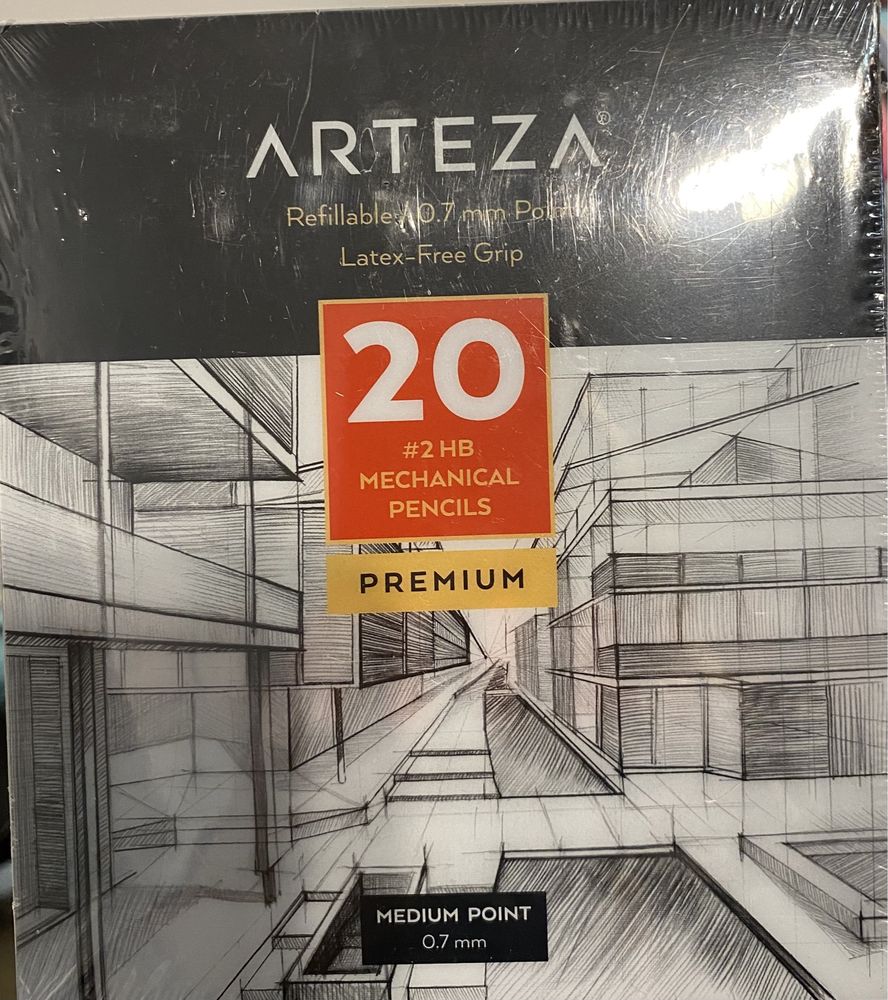 ARTEZA®
Refillable / 0.7 mm Point
Latex-Free Grip
20
#2 HB
MECHANICAL
PENCILS
PREMIUM
MEDIUM POINT
0.7 mm